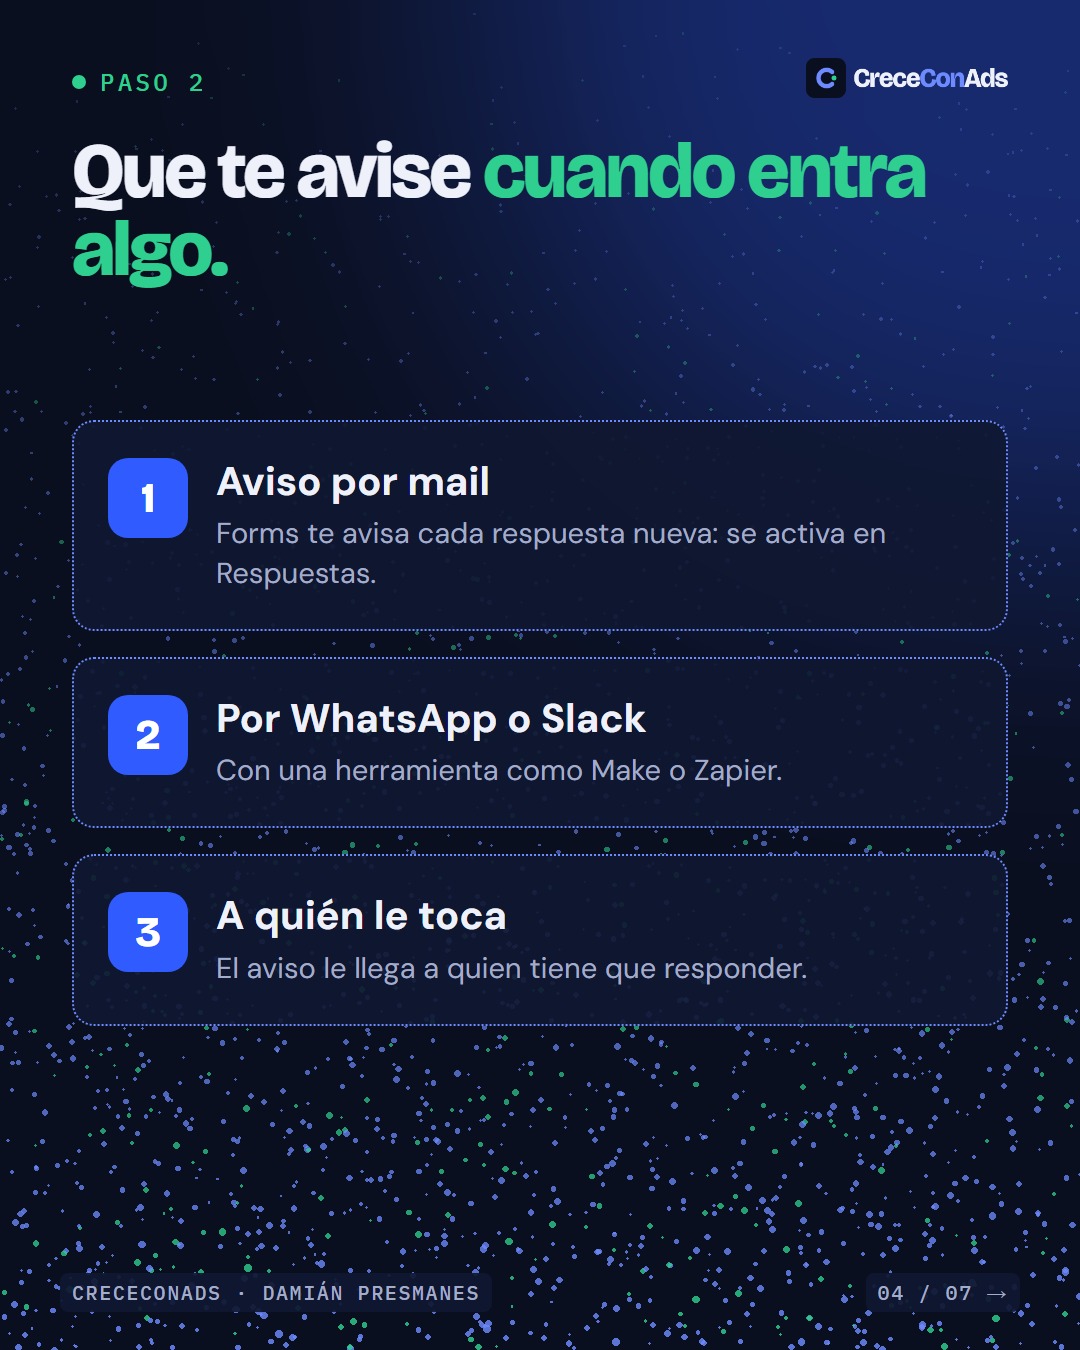 PASO 2
CreceConAds
Que te avise cuando entra
algo.
1
Aviso por mail
Forms te avisa cada respuesta nueva: se activa en
Respuestas.
2
Por WhatsApp o Slack
Con una herramienta como Make o Zapier.
3
A quién le toca
El aviso le llega a quien tiene que responder.
CRECECONADS · DAMIÁN PRESMANES
04 / 07 →